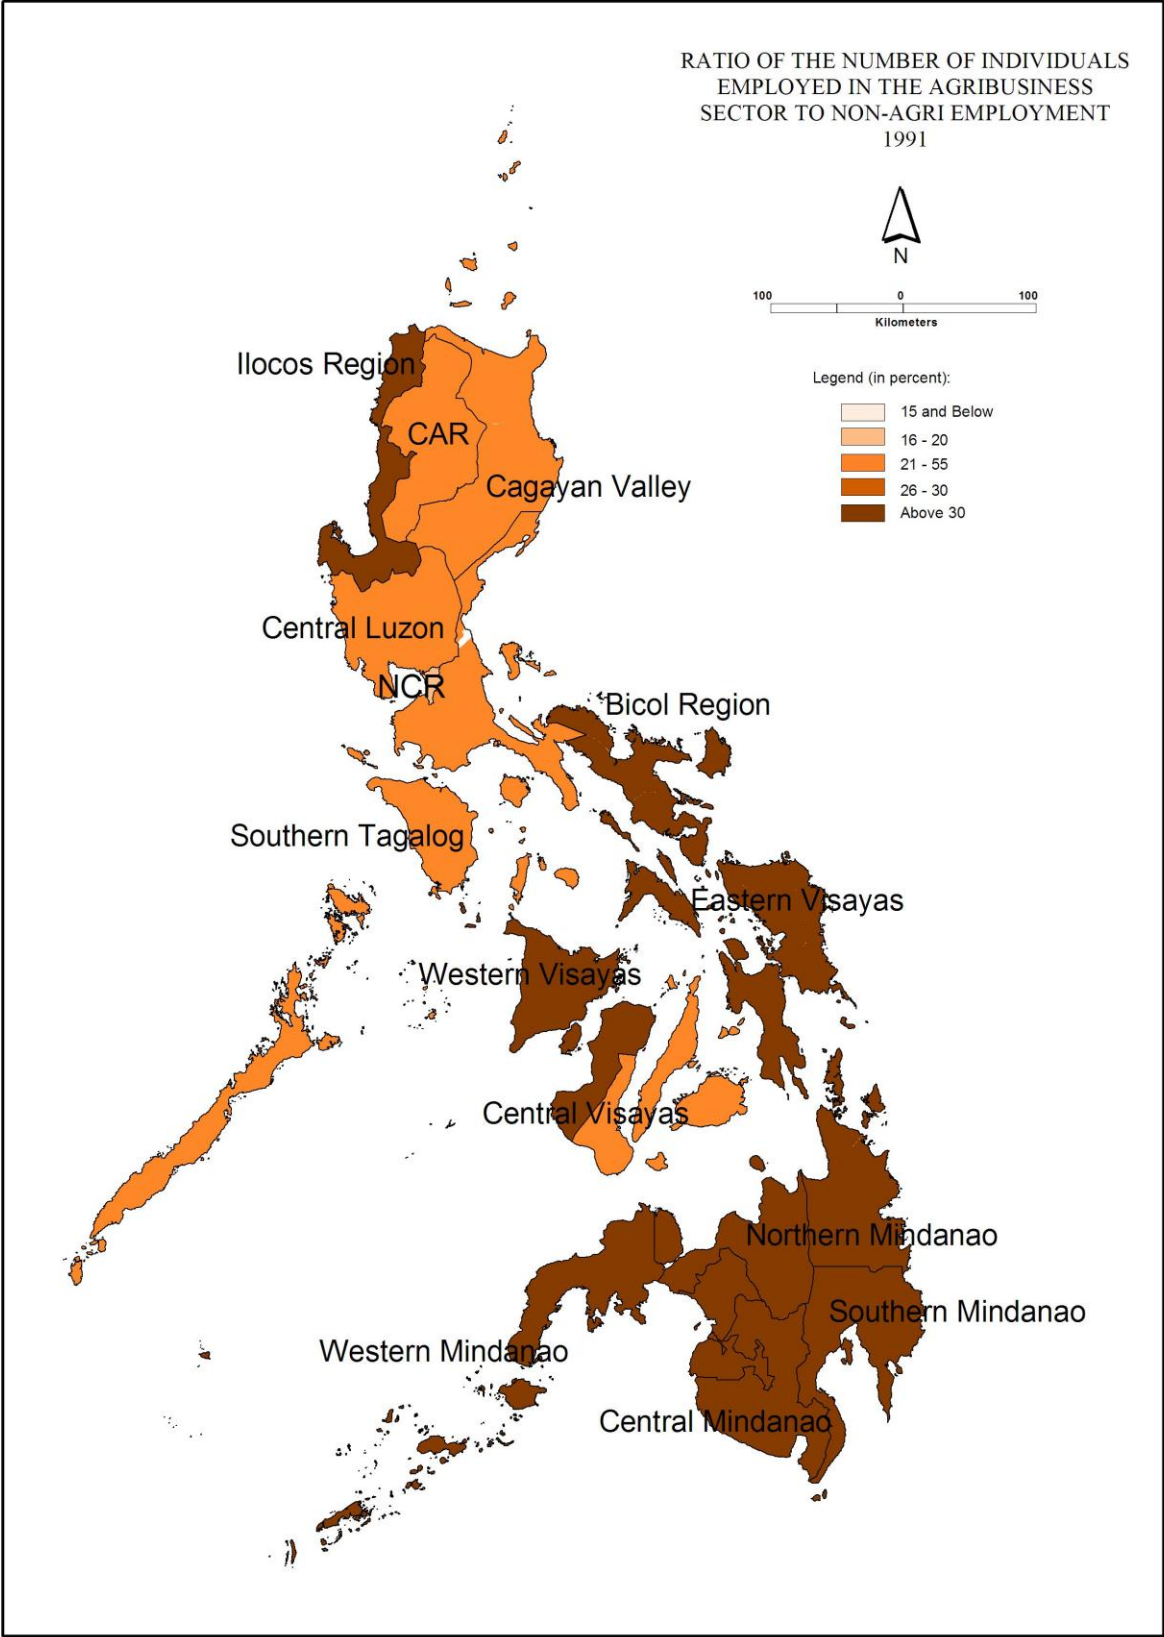 RATIO OF THE NUMBER OF INDIVIDUALS
EMPLOYED IN THE AGRIBUSINESS
SECTOR TO NON-AGRI EMPLOYMENT
1991
N
100 0 100
Kilometers
Legend (in percent):
15 and Below
16 - 20
21 - 55
26 - 30
Above 30
Ilocos Region
CAR
Cagayan Valley
Central Luzon
NCR
Bicol Region
Southern Tagalog
Eastern Visayas
Western Visayas
Central Visayas
Northern Mindanao
Southern Mindanao
Western Mindanao
Central Mindanao